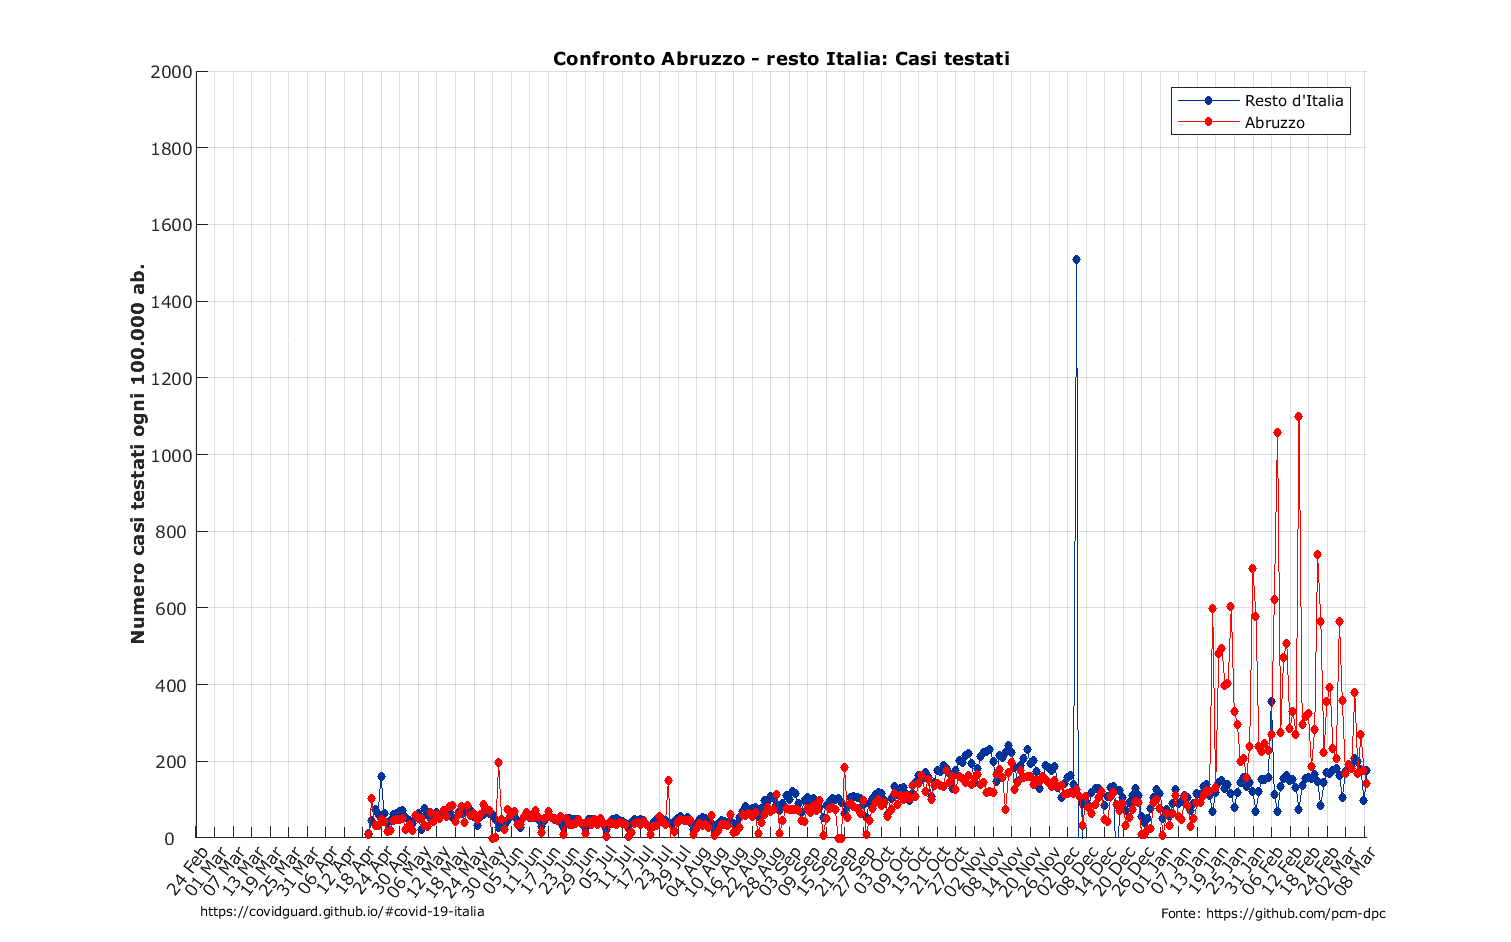 Confronto Abruzzo - resto Italia: Casi testati
Resto d'Italia
Abruzzo
Numero casi testati ogni 100.000 ab.
2000
1800
1600
1400
1200
1000
800
600
400
200
0
24 Feb
01 Mar
07 Mar
13 Mar
19 Mar
25 Mar
31 Mar
06 Apr
12 Apr
18 Apr
24 Apr
30 Apr
06 May
12 May
18 May
24 May
30 May
05 Jun
11 Jun
17 Jun
23 Jun
29 Jun
05 Jul
11 Jul
17 Jul
23 Jul
29 Jul
04 Aug
10 Aug
16 Aug
22 Aug
28 Aug
03 Sep
09 Sep
15 Sep
21 Sep
27 Sep
03 Oct
09 Oct
15 Oct
21 Oct
27 Oct
02 Nov
08 Nov
14 Nov
20 Nov
26 Nov
02 Dec
08 Dec
14 Dec
20 Dec
26 Dec
01 Jan
07 Jan
13 Jan
19 Jan
25 Jan
31 Jan
06 Feb
12 Feb
18 Feb
24 Feb
02 Mar
08 Mar
https://covidguard.github.io/#covid-19-italia
Fonte: https://github.com/pcm-dpc